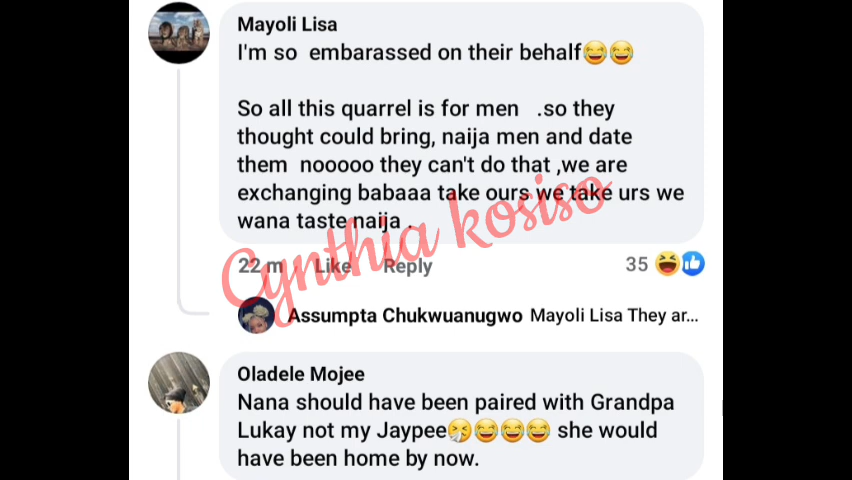 Mayoli Lisa
I'm so embarassed on their behalf😂😂
So all this quarrel is for men .so they
thought could bring, naija men and date
them nooooo they can't do that ,we are
exchanging babaaa take ours we take urs we
wana taste naija .
22 m Like Reply 35
Cynthia kosiso
Assumpta Chukwuanugwo Mayoli Lisa They ar...
Oladele Mojee
Nana should have been paired with Grandpa
Lukay not my Jaypee🤧😂😂😂 she would
have been home by now.